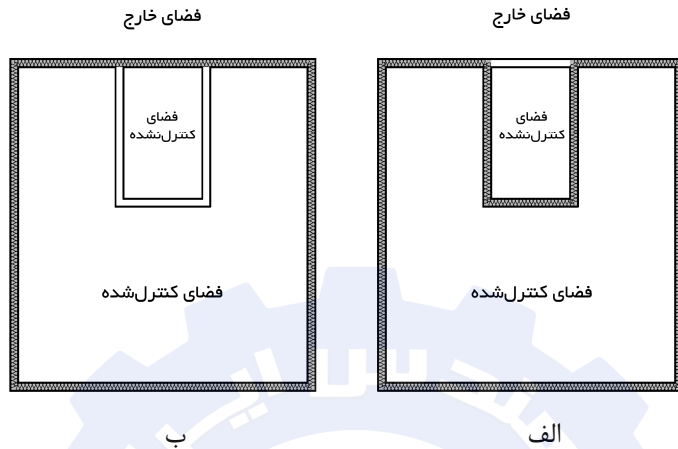 فضای خارج
فضای
کنترل‌نشده
فضای کنترل‌شده
الف
فضای خارج
فضای
کنترل‌نشده
فضای کنترل‌شده
ب